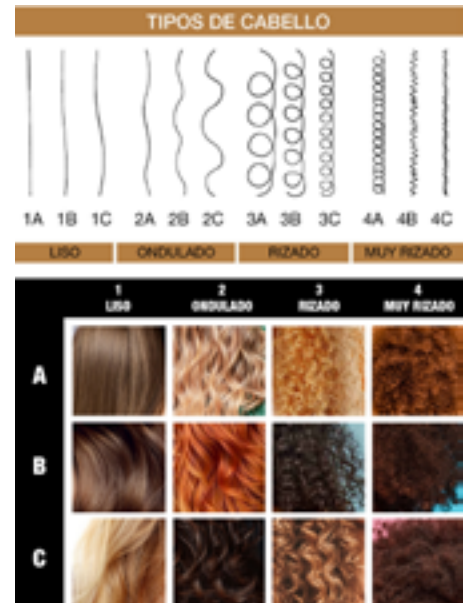 TIPOS DE CABELLO
1A 1B 1C 2A 2B 2C 3A 3B 3C 4A 4B 4C
LISO ONDULADO RIZADO MUY RIZADO
1 2 3 4
LISO ONDULADO RIZADO MUY RIZADO
A
B
C